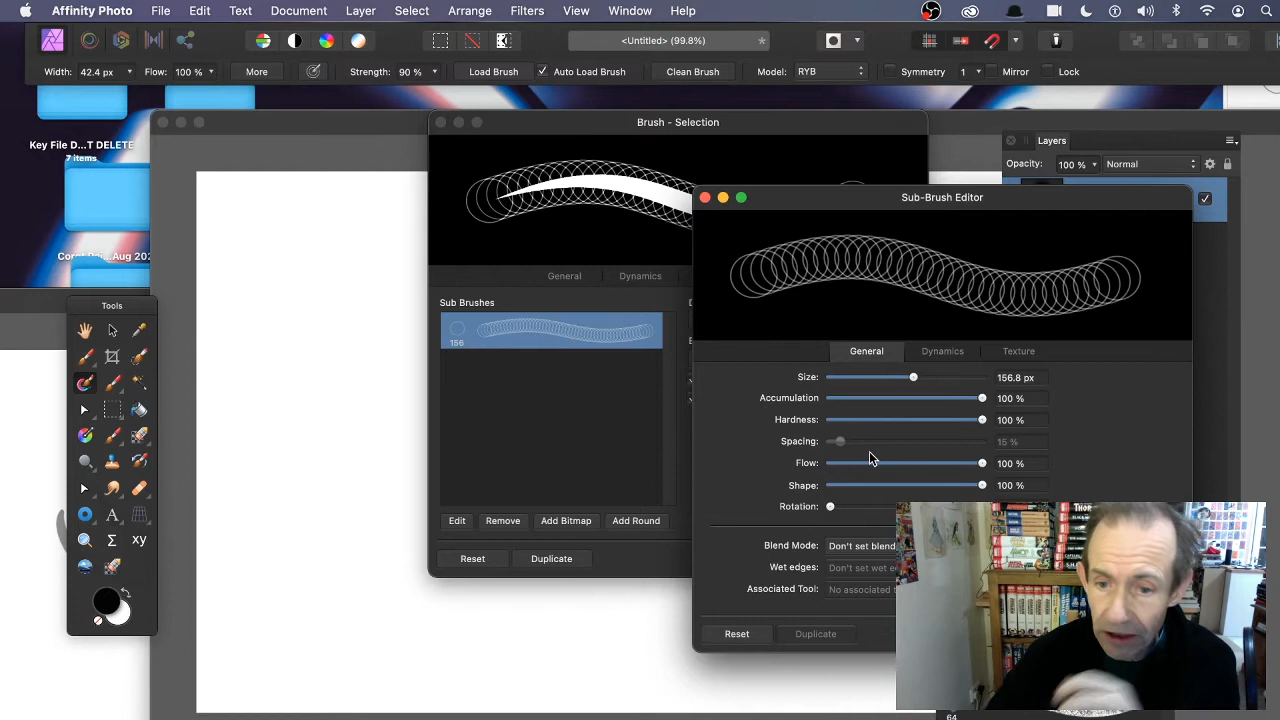 Affinity Photo File Edit Text Document Layer Select Arrange Filters View Window Help
<Untitled> (99.8%) *
Width: 42.4 px Flow: 100 % More Strength: 90 % Load Brush Auto Load Brush Clean Brush Model: RYB Symmetry 1 Mirror Lock
Key File D...T DELETE
7 items
Brush - Selection
Layers
Opacity: 100 % Normal
Sub-Brush Editor
General Dynamics
Sub Brushes
156
Edit Remove Add Bitmap Add Round
Reset Duplicate
Tools
General Dynamics Texture
Size: 156.8 px
Accumulation 100 %
Hardness: 100 %
Spacing: 15 %
Flow: 100 %
Shape: 100 %
Rotation:
Blend Mode: Don't set blend
Wet edges: Don't set wet e
Associated Tool: No associated
Reset Duplicate
THOR
64